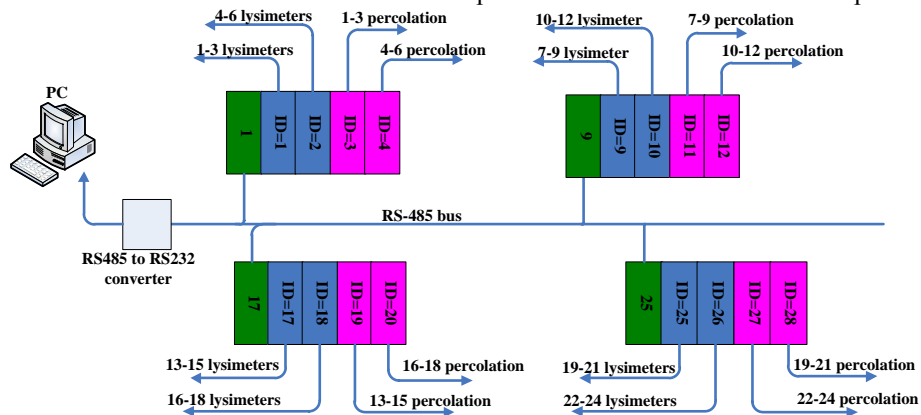 4-6 lysimeters
1-3 percolation
10-12 lysimeter
7-9 percolation
1-3 lysimeters
4-6 percolation
7-9 lysimeter
10-12 percolation
PC
1
ID=1
ID=2
ID=3
ID=4
9
ID=9
ID=10
ID=11
ID=12
RS-485 bus
RS485 to RS232
converter
17
ID=17
ID=18
ID=19
ID=20
25
ID=25
ID=26
ID=27
ID=28
13-15 lysimeters
16-18 percolation
19-21 lysimeters
19-21 percolation
16-18 lysimeters
13-15 percolation
22-24 lysimeters
22-24 percolation